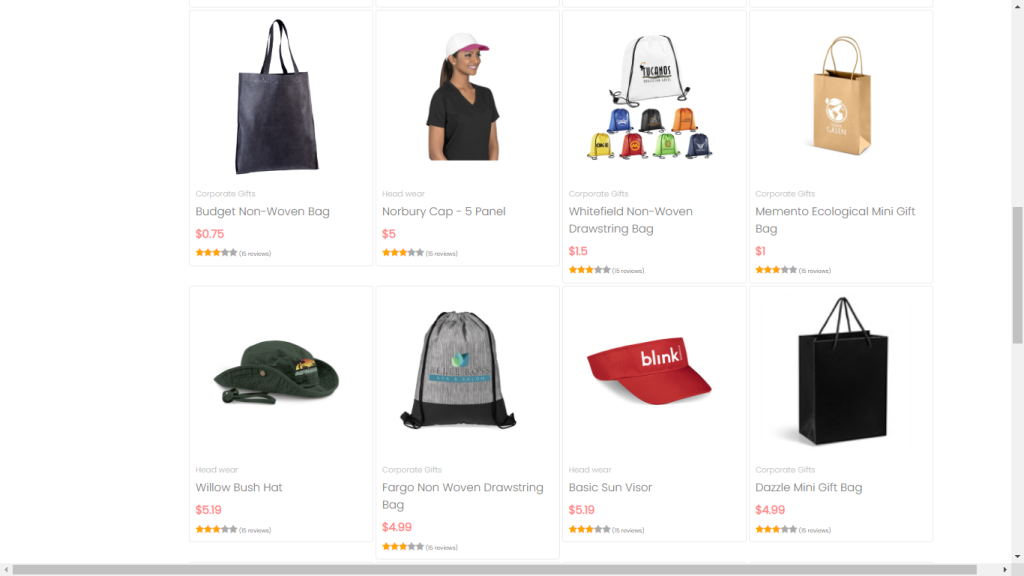 TUCANOS
GREEN
Corporate Gifts
Budget Non-Woven Bag
$0.75
(15 reviews)
Head wear
Norbury Cap - 5 Panel
$5
(15 reviews)
Corporate Gifts
Whitefield Non-Woven
Drawstring Bag
$1.5
(15 reviews)
Corporate Gifts
Memento Ecological Mini Gift
Bag
$1
(15 reviews)
blink
Head wear
Willow Bush Hat
$5.19
(15 reviews)
Corporate Gifts
Fargo Non Woven Drawstring
Bag
$4.99
(15 reviews)
Head wear
Basic Sun Visor
$5.19
(15 reviews)
Corporate Gifts
Dazzle Mini Gift Bag
$4.99
(15 reviews)